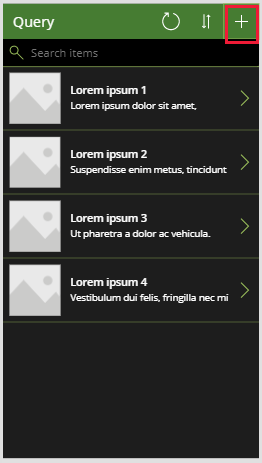 Query
Search items
Lorem ipsum 1
Lorem ipsum dolor sit amet,
Lorem ipsum 2
Suspendisse enim metus, tincidunt
Lorem ipsum 3
Ut pharetra a dolor ac vehicula.
Lorem ipsum 4
Vestibulum dui felis, fringilla nec mi